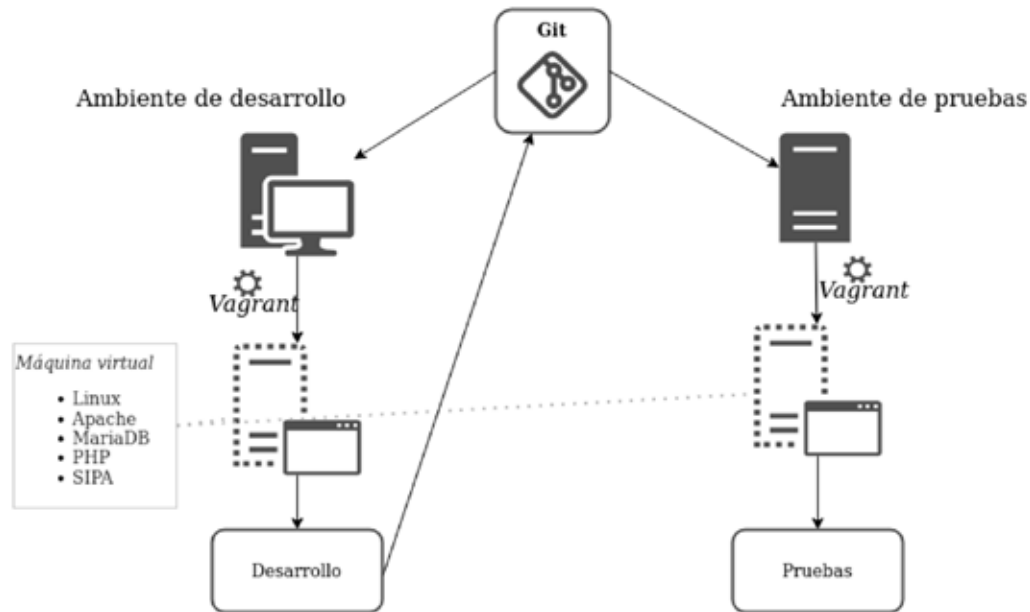 Git
Ambiente de desarrollo
Ambiente de pruebas
Vagrant
Vagrant
Máquina virtual
• Linux
• Apache
• MariaDB
• PHP
• SIPA
Desarrollo
Pruebas